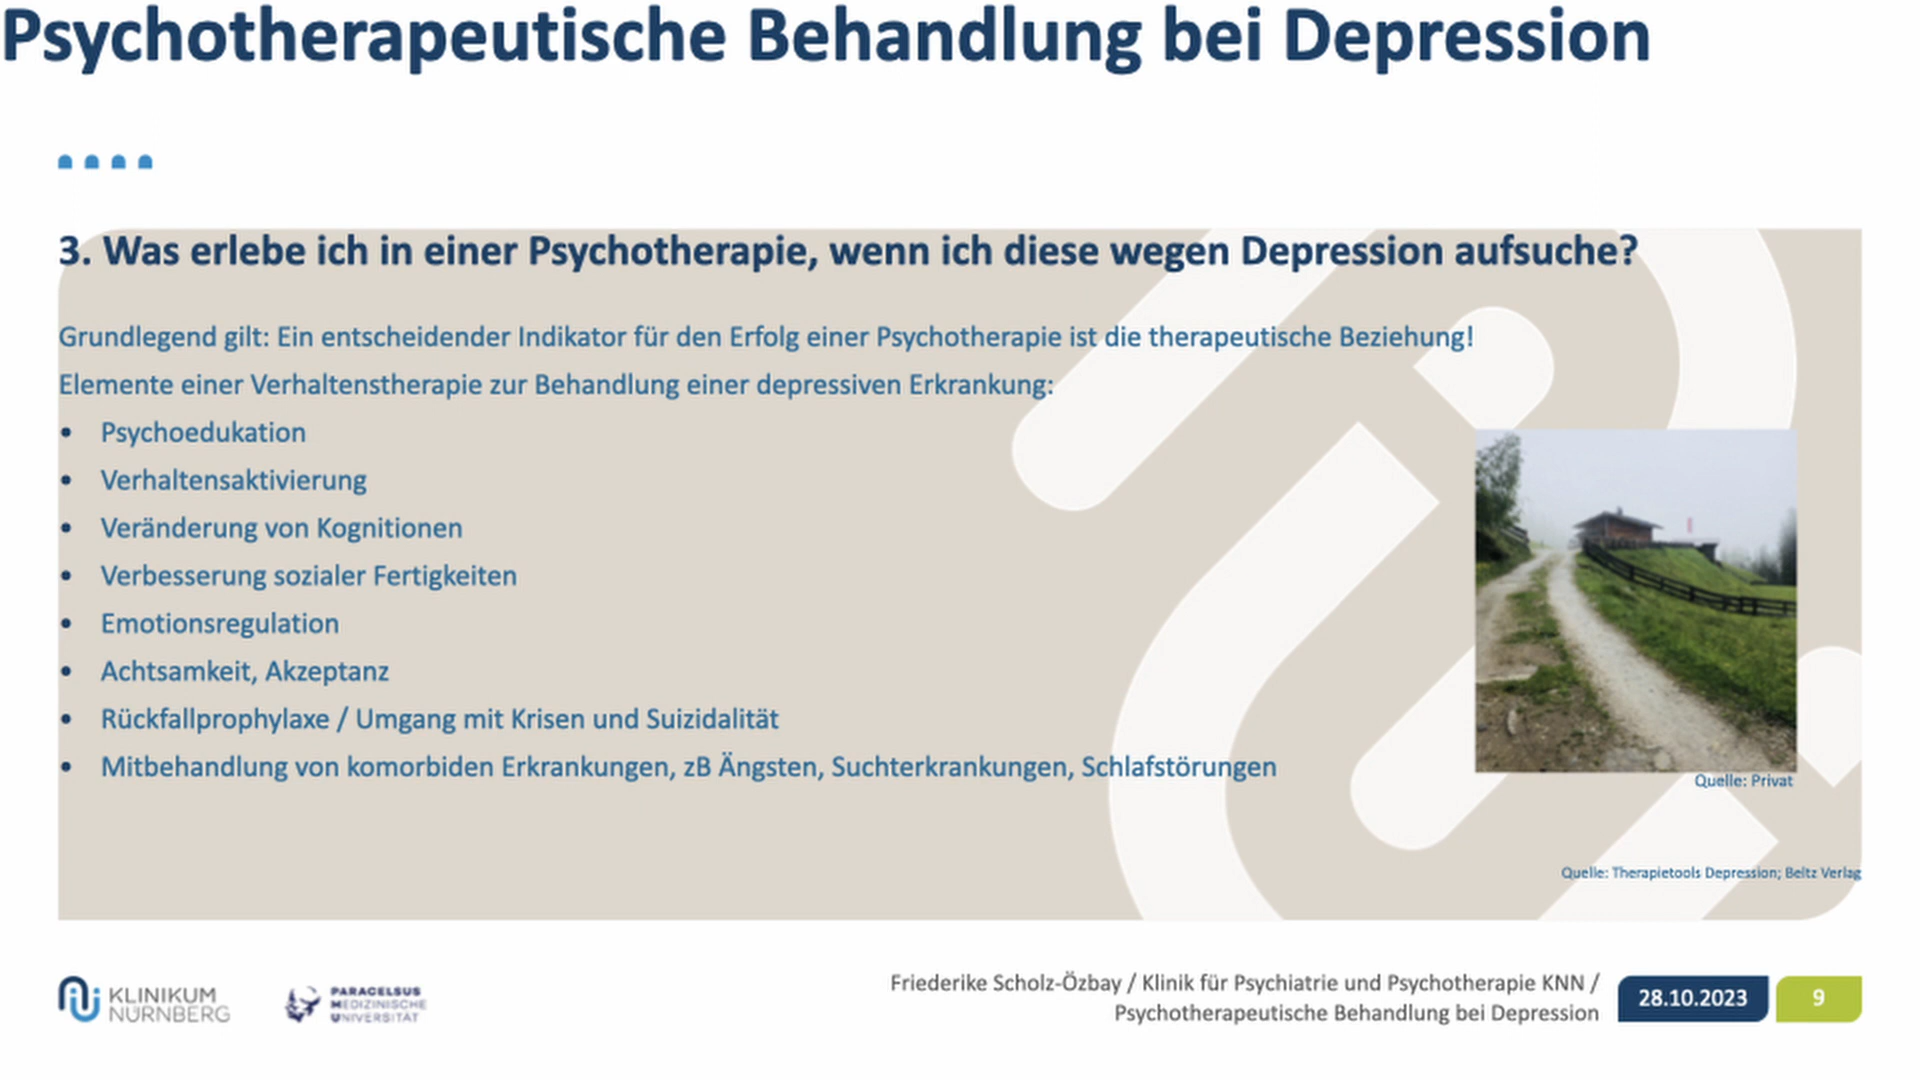 Psychotherapeutische Behandlung bei Depression
3. Was erlebe ich in einer Psychotherapie, wenn ich diese wegen Depression aufsuche?
Grundlegend gilt: Ein entscheidender Indikator für den Erfolg einer Psychotherapie ist die therapeutische Beziehung!
Elemente einer Verhaltenstherapie zur Behandlung einer depressiven Erkrankung:
• Psychoedukation
• Verhaltensaktivierung
• Veränderung von Kognitionen
• Verbesserung sozialer Fertigkeiten
• Emotionsregulation
• Achtsamkeit, Akzeptanz
• Rückfallprophylaxe / Umgang mit Krisen und Suizidalität
• Mitbehandlung von komorbiden Erkrankungen, zB Ängsten, Suchterkrankungen, Schlafstörungen
Quelle: Privat
Quelle: Therapietools Depression; Beltz Verlag
KLINIKUM
NÜRNBERG
PARACELSUS
MEDIZINISCHE
UNIVERSITÄT
Friederike Scholz-Özbay / Klinik für Psychiatrie und Psychotherapie KNN /
Psychotherapeutische Behandlung bei Depression
28.10.2023
9